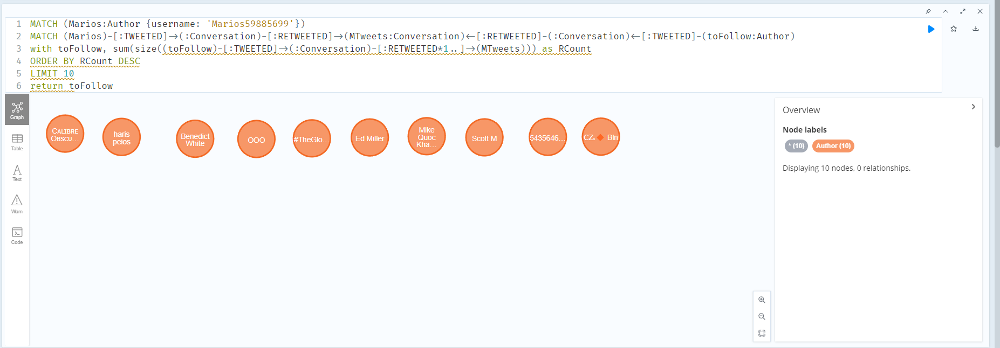 1 MATCH (Marios:Author {username: 'Marios59885699'})
2 MATCH (Marios)-[:TWEETED]->(:Conversation)-[:RETWEETED]->(MTweets:Conversation)<-[:RETWEETED]-(:Conversation)<-[:TWEETED]-(toFollow:Author)
3 with toFollow, sum(size((toFollow)-[:TWEETED]->(:Conversation)-[:RETWEETED*1..]->(MTweets))) as RCount
4 ORDER BY RCount DESC
5 LIMIT 10
6 return toFollow
Graph
Table
Text
Warn
Code
CALIBRE
OBSCU...
haris
peios
Benedict
White
OOO
#TheGlo...
Ed Miller
Mike
Quoc
Kha...
Scott M
5435646...
CZ🔶 BIn
Overview
Node labels
* (10) Author (10)
Displaying 10 nodes, 0 relationships.